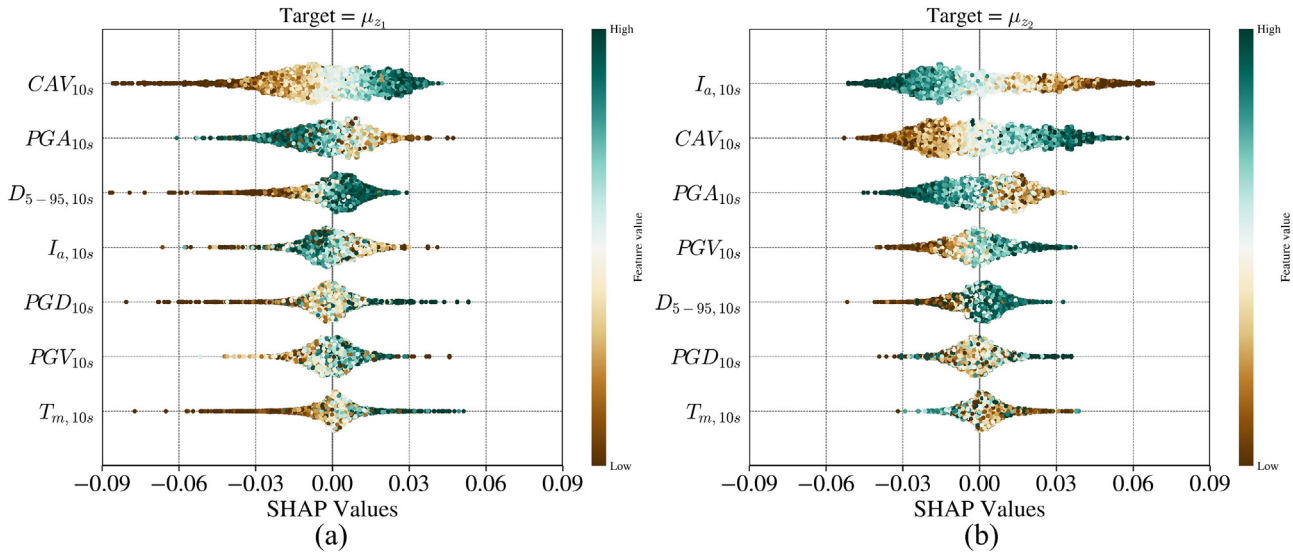 Target = μ_{z_1}
High
CAV_{10s}
PGA_{10s}
D_{5−95,10s}
I_{a,10s}
PGD_{10s}
PGV_{10s}
T_{m,10s}
Feature value
Low
−0.09 −0.06 −0.03 0.00 0.03 0.06 0.09
SHAP Values
(a)
Target = μ_{z_2}
High
I_{a,10s}
CAV_{10s}
PGA_{10s}
PGV_{10s}
D_{5−95,10s}
PGD_{10s}
T_{m,10s}
Feature value
Low
−0.09 −0.06 −0.03 0.00 0.03 0.06 0.09
SHAP Values
(b)